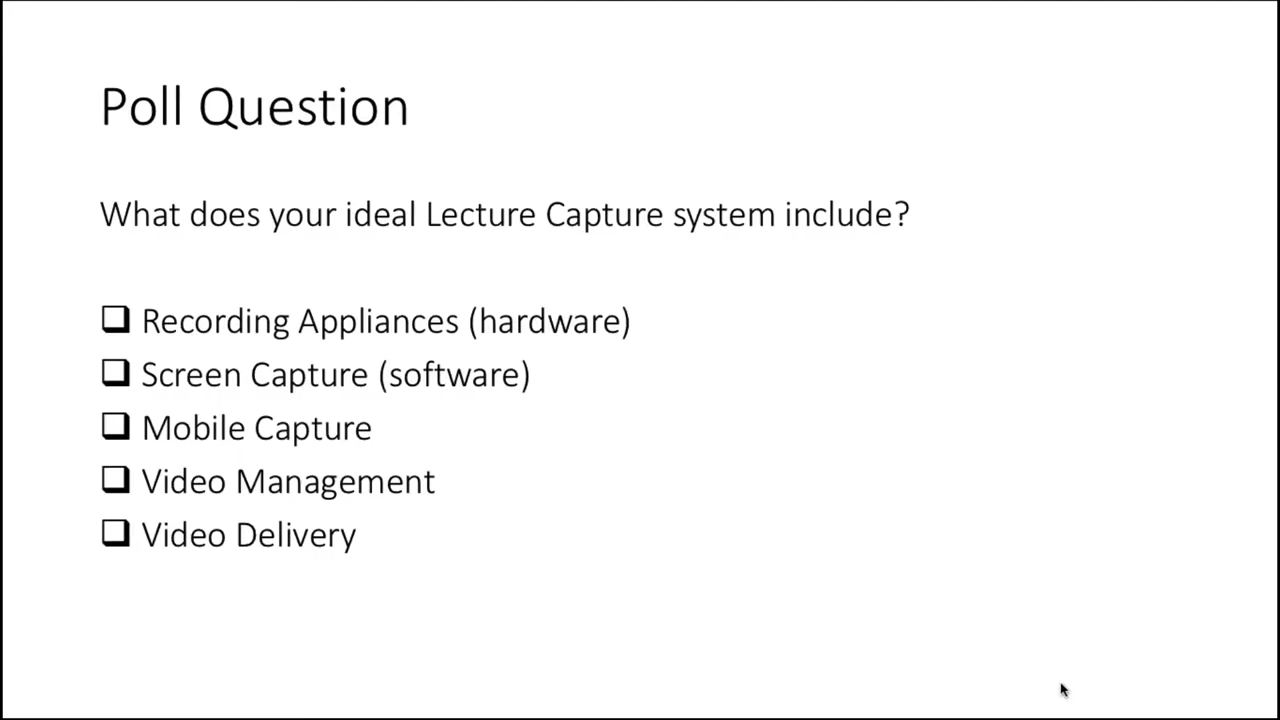 Poll Question
What does your ideal Lecture Capture system include?
❑ Recording Appliances (hardware)
❑ Screen Capture (software)
❑ Mobile Capture
❑ Video Management
❑ Video Delivery